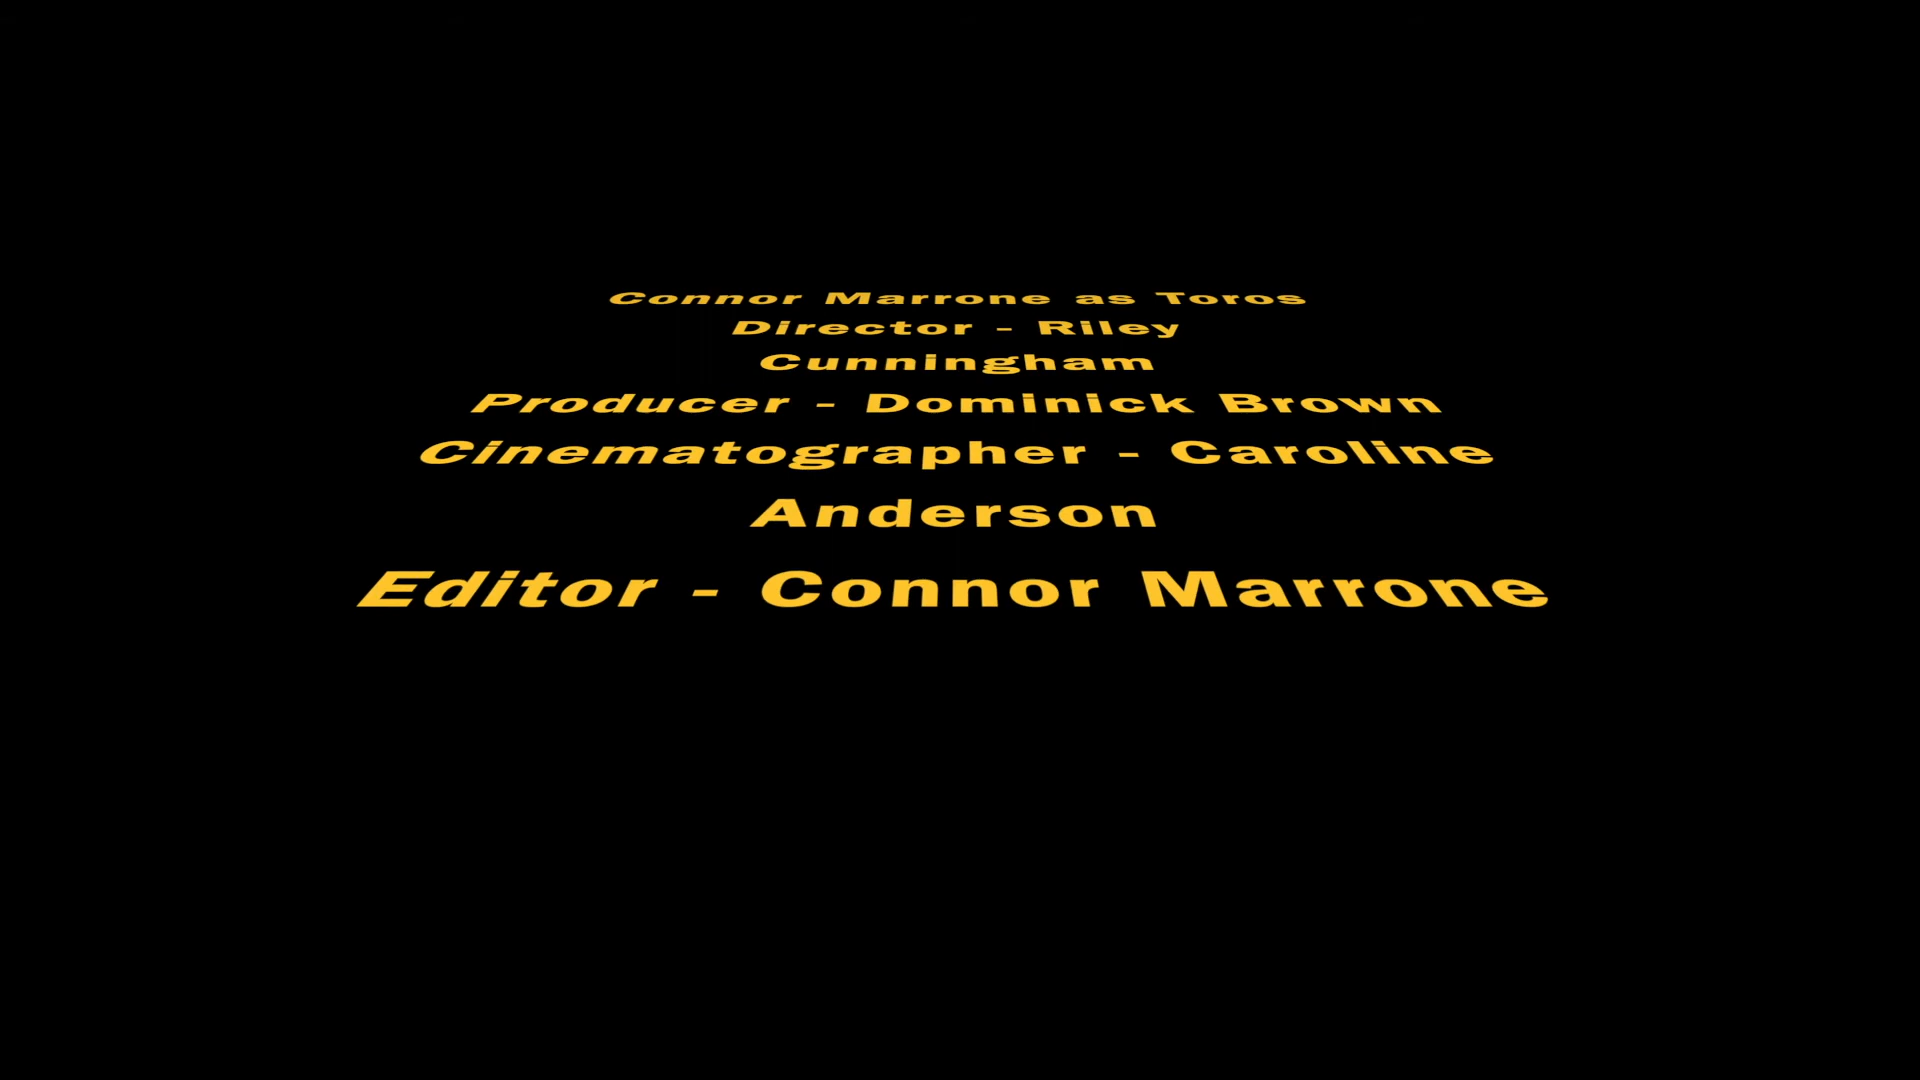 Connor Marrone as Toros
Director - Riley
Cunningham
Producer - Dominick Brown
Cinematographer - Caroline
Anderson
Editor - Connor Marrone